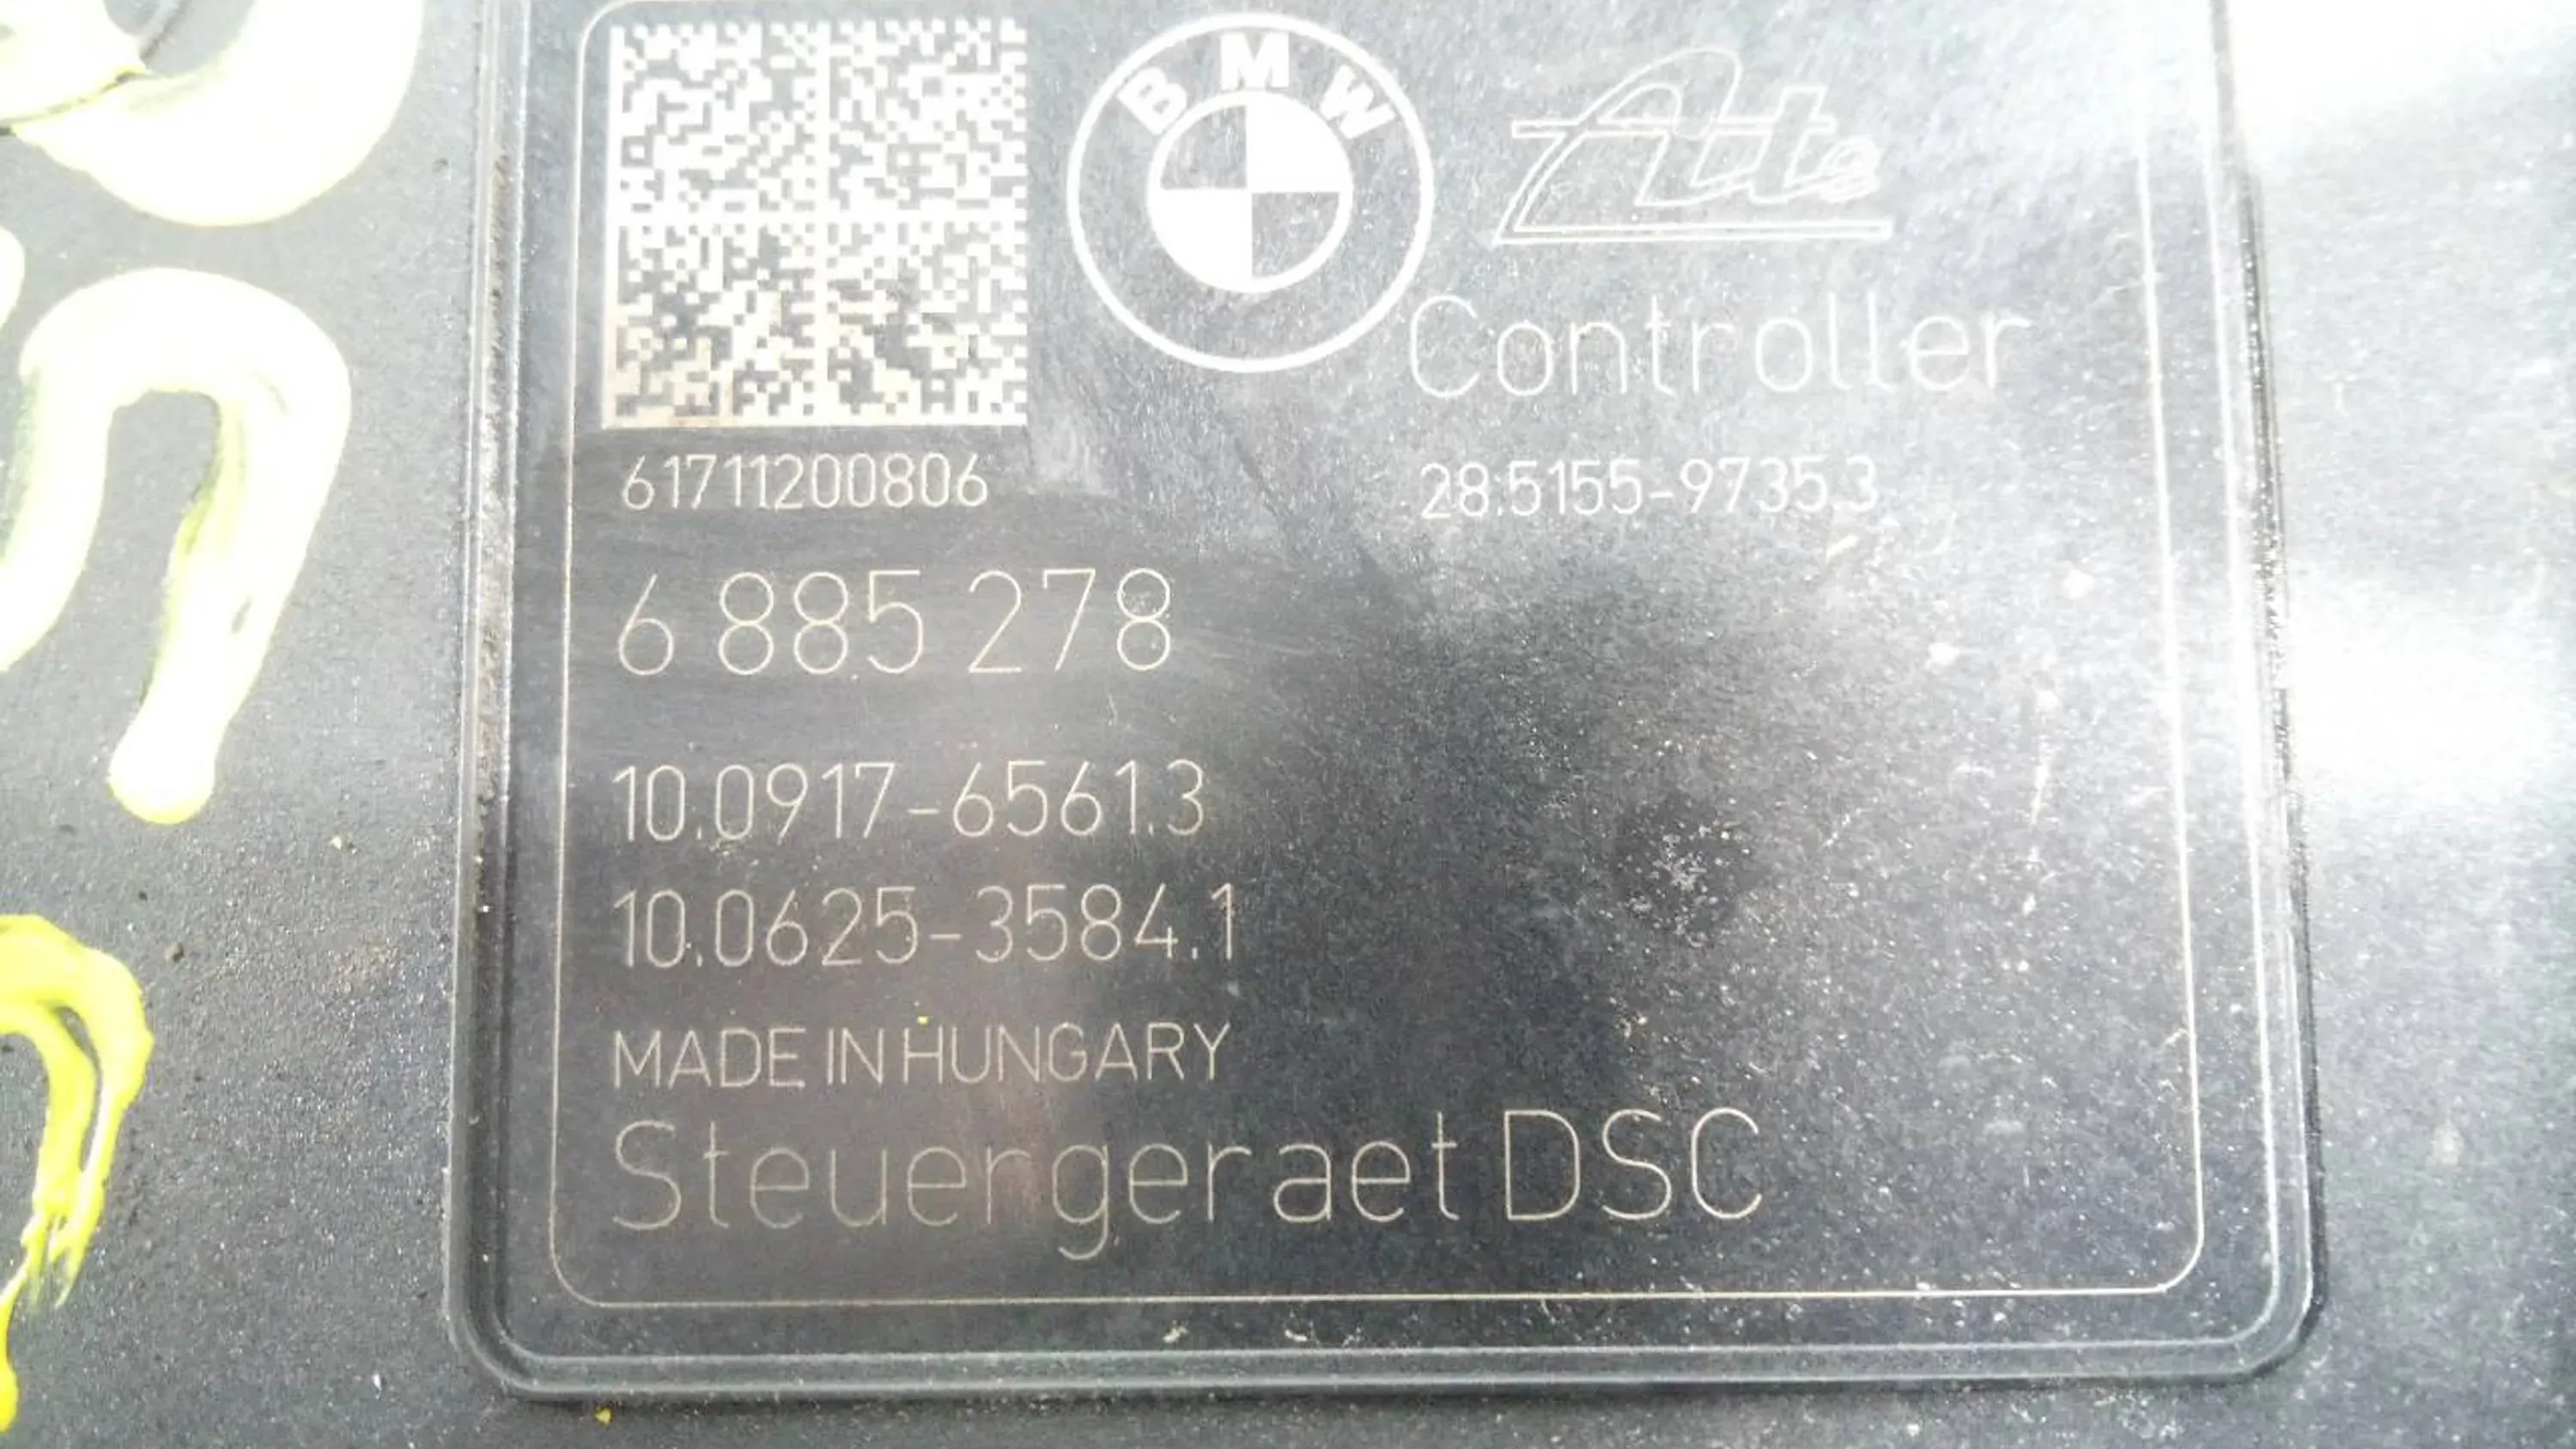 BMW
Ate
Controller
61711200806
28.5155-9735.3
6 885 278
10.0917-6561.3
10.0625-3584.1
MADE IN HUNGARY
Steuergeraet DSC